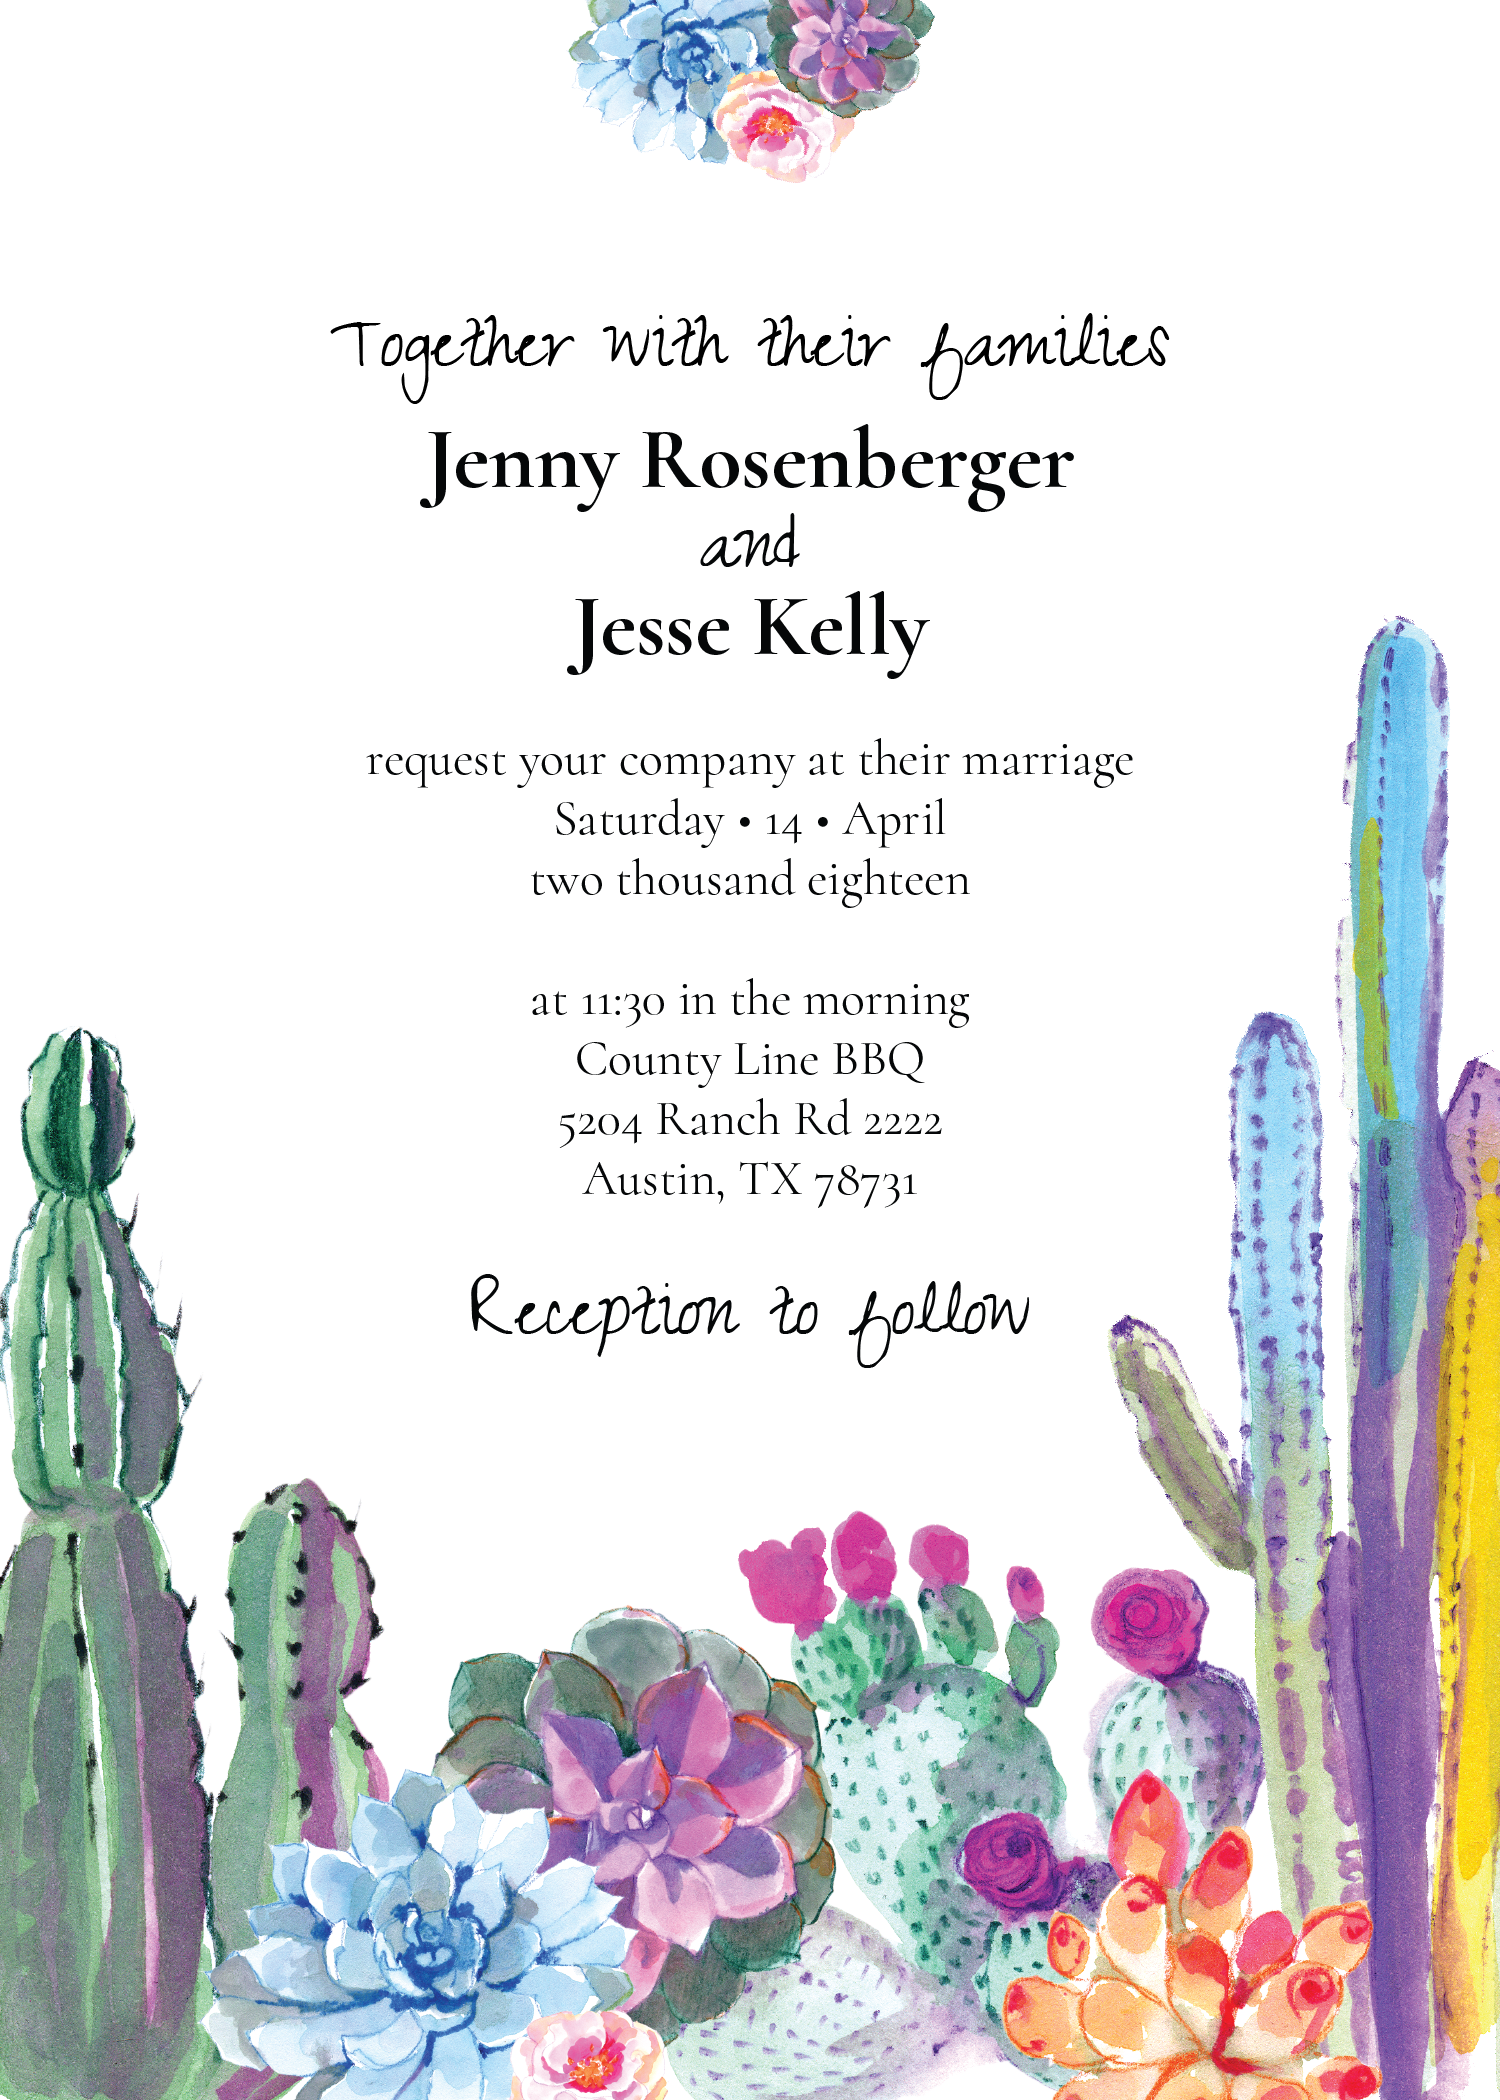 Together with their families
Jenny Rosenberger
and
Jesse Kelly
request your company at their marriage
Saturday • 14 • April
two thousand eighteen
at 11:30 in the morning
County Line BBQ
5204 Ranch Rd 2222
Austin, TX 78731
Reception to follow